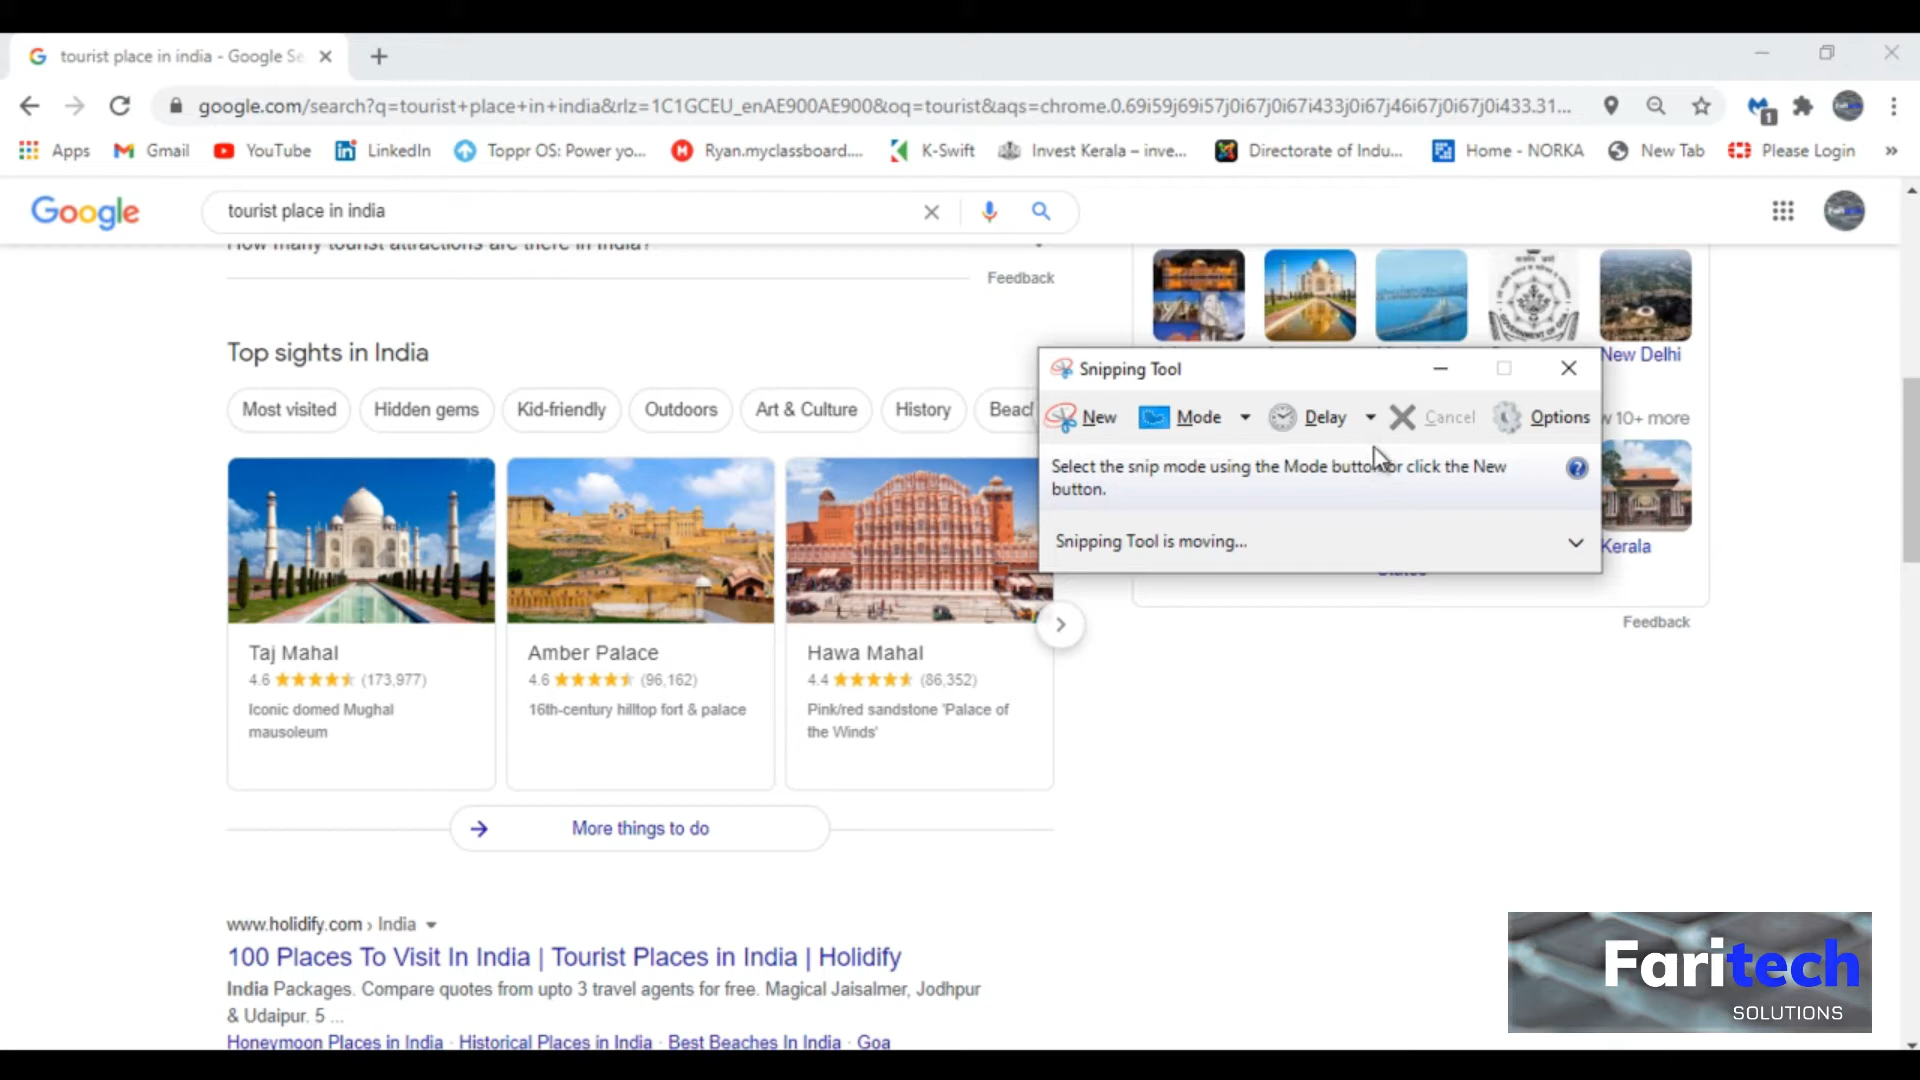 tourist place in india - Google Se
google.com/search?q=tourist+place+in+india&rlz=1C1GCEU_enAE900AE900&oq=tourist&aqs=chrome.0.69i59j69i57j0i67j0i67i433j0i67j46i67j0i67j0i433.31...
1
Apps Gmail YouTube LinkedIn Toppr OS: Power yo... Ryan.myclassboard.... K-Swift Invest Kerala – inve... Directorate of Indu... Home - NORKA New Tab Please Login »
Google
tourist place in india
How many tourist attractions are there in India?
Feedback
Top sights in India
Most visited Hidden gems Kid-friendly Outdoors Art & Culture History
Taj Mahal
4.6 (173,977)
Iconic domed Mughal
mausoleum
Amber Palace
4.6 (96,162)
16th-century hilltop fort & palace
Hawa Mahal
4.4 (86,352)
Pink/red sandstone 'Palace of
the Winds'
More things to do
www.holidify.com › India
100 Places To Visit In India | Tourist Places in India | Holidify
India Packages. Compare quotes from upto 3 travel agents for free. Magical Jaisalmer, Jodhpur
& Udaipur. 5 ...
Honeymoon Places in India · Historical Places in India · Best Beaches In India · Goa
New Delhi
10+ more
Kerala
Feedback
Snipping Tool
New Mode Delay Cancel Options
Select the snip mode using the Mode button or click the New
button.
Snipping Tool is moving...
Faritech
SOLUTIONS